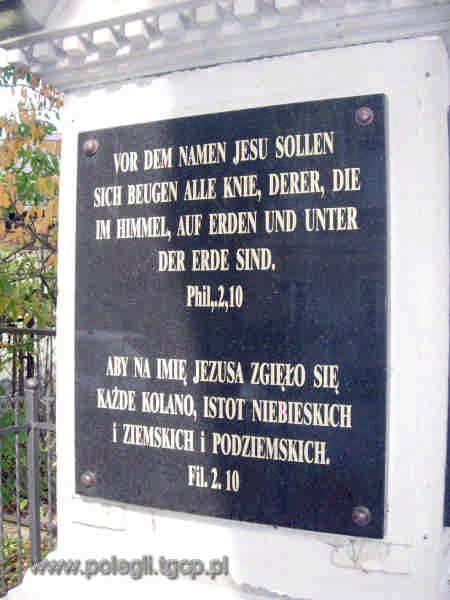 VOR DEM NAMEN JESU SOLLEN
SICH BEUGEN ALLE KNIE, DERER, DIE
IM HIMMEL, AUF ERDEN UND UNTER
DER ERDE SIND.
Phil,.2,10
ABY NA IMIĘ JEZUSA ZGIĘŁO SIĘ
KAŻDE KOLANO, ISTOT NIEBIESKICH
i ZIEMSKICH i PODZIEMSKICH.
Fil. 2. 10
www.polegli.tgcp.pl